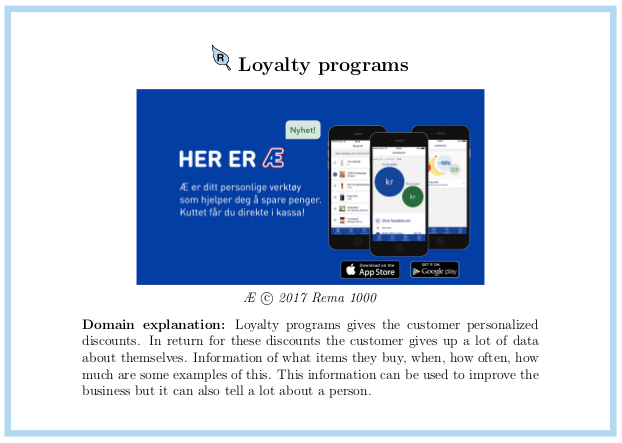 R
Loyalty programs
Nyhet!
HER ER Æ
Æ er ditt personlige verktøy
som hjelper deg å spare penger.
Kuttet får du direkte i kassa!
kr
kr
-10%
Download on the
App Store
GET IT ON
Google play
Æ © 2017 Rema 1000
Domain explanation: Loyalty programs gives the customer personalized
discounts. In return for these discounts the customer gives up a lot of data
about themselves. Information of what items they buy, when, how often, how
much are some examples of this. This information can be used to improve the
business but it can also tell a lot about a person.